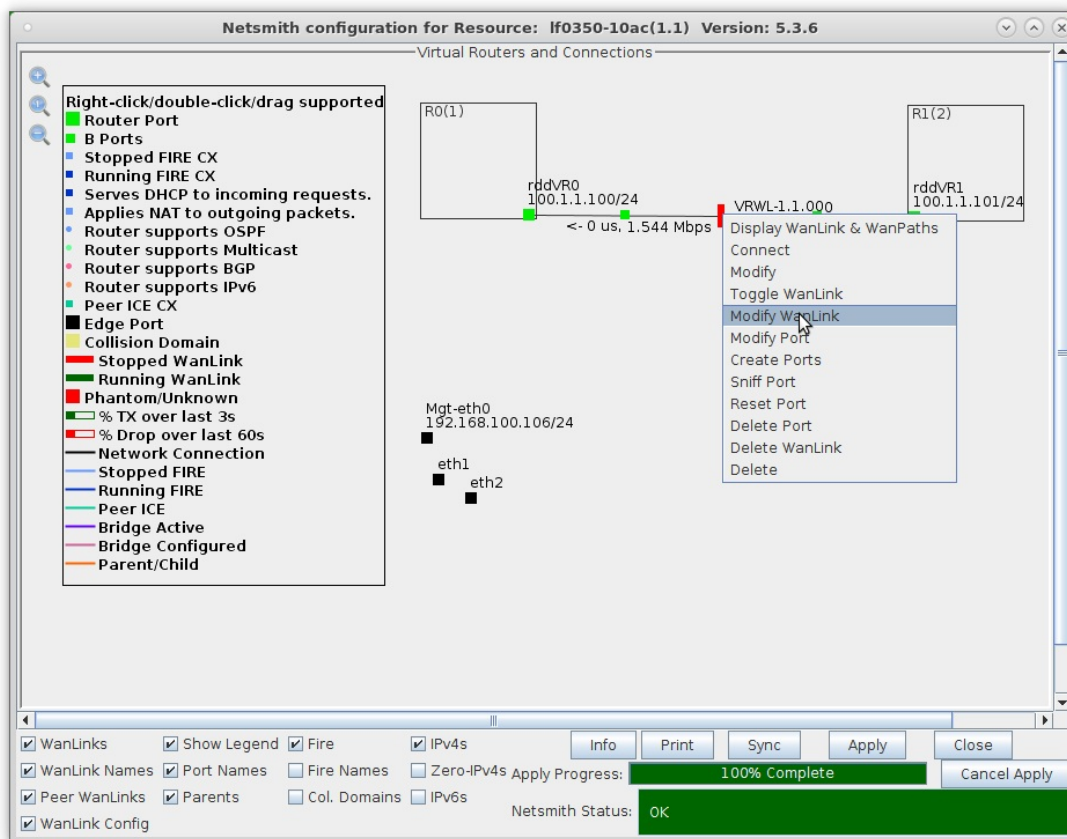 Netsmith configuration for Resource: lf0350-10ac(1.1) Version: 5.3.6
Virtual Routers and Connections
Right-click/double-click/drag supported
Router Port
B Ports
Stopped FIRE CX
Running FIRE CX
Serves DHCP to incoming requests.
Applies NAT to outgoing packets.
Router supports OSPF
Router supports Multicast
Router supports BGP
Router supports IPv6
Peer ICE CX
Edge Port
Collision Domain
Stopped WanLink
Running WanLink
Phantom/Unknown
% TX over last 3s
% Drop over last 60s
Network Connection
Stopped FIRE
Running FIRE
Peer ICE
Bridge Active
Bridge Configured
Parent/Child
R0(1)
rddVR0
100.1.1.100/24
<- 0 us, 1.544 Mbps
VRWL-1.1.000
R1(2)
rddVR1
100.1.1.101/24
Display WanLink & WanPaths
Connect
Modify
Toggle WanLink
Modify WanLink
Modify Port
Create Ports
Sniff Port
Reset Port
Delete Port
Delete WanLink
Delete
Mgt-eth0
192.168.100.106/24
eth1
eth2
WanLinks Show Legend Fire IPv4s Info Print Sync Apply Close
WanLink Names Port Names Fire Names Zero-IPv4s Apply Progress: 100% Complete Cancel Apply
Peer WanLinks Parents Col. Domains IPv6s Netsmith Status: OK
WanLink Config